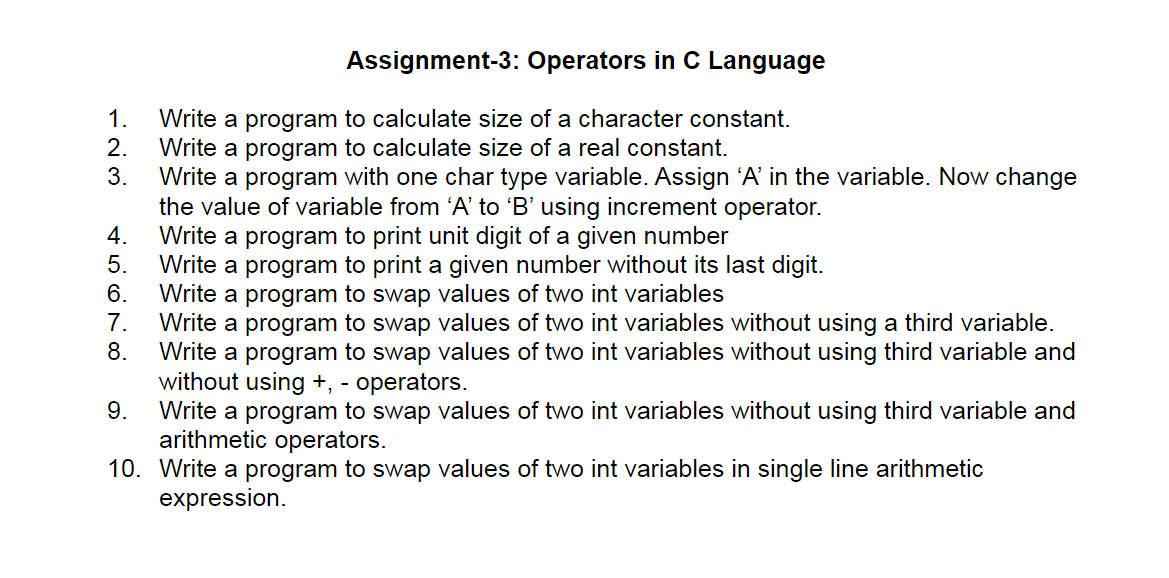 Assignment-3: Operators in C Language
1. Write a program to calculate size of a character constant.
2. Write a program to calculate size of a real constant.
3. Write a program with one char type variable. Assign ‘A’ in the variable. Now change
the value of variable from ‘A’ to ‘B’ using increment operator.
4. Write a program to print unit digit of a given number
5. Write a program to print a given number without its last digit.
6. Write a program to swap values of two int variables
7. Write a program to swap values of two int variables without using a third variable.
8. Write a program to swap values of two int variables without using third variable and
without using +, - operators.
9. Write a program to swap values of two int variables without using third variable and
arithmetic operators.
10. Write a program to swap values of two int variables in single line arithmetic
expression.